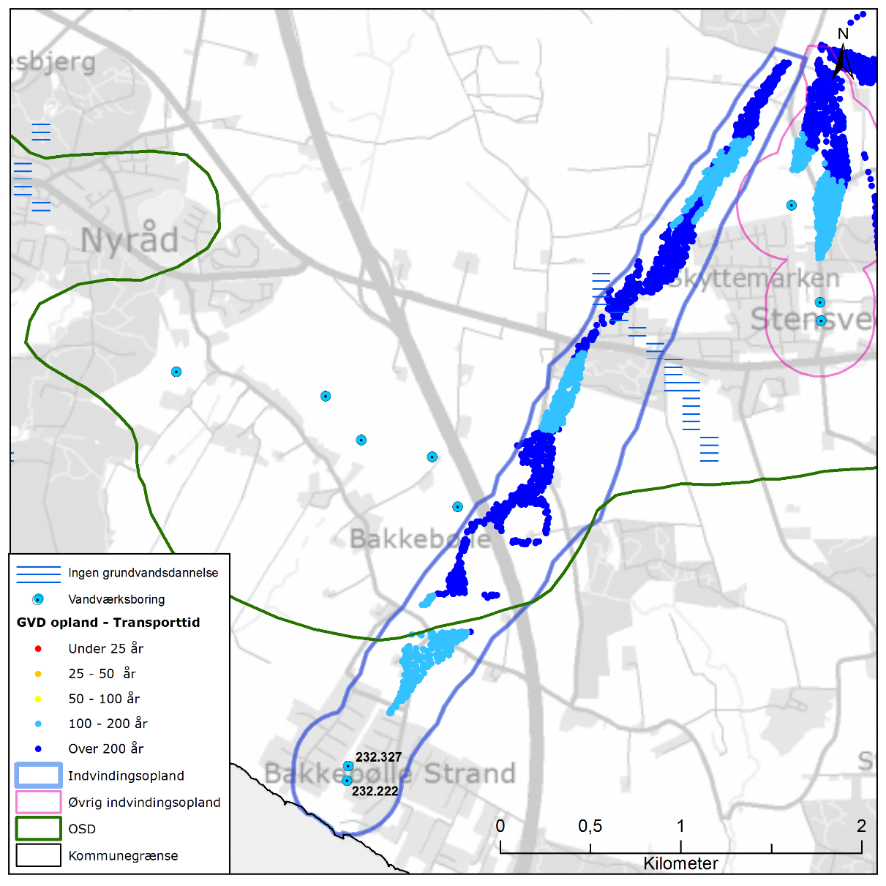 esbjerg
N
Nyråd
Skyttemarken
Stensve
Bakkebølle
Ingen grundvandsdannelse
Vandværksboring
GVD opland - Transporttid
Under 25 år
25 - 50 år
50 - 100 år
100 - 200 år
Over 200 år
Indvindingsopland
Øvrig indvindingsopland
OSD
Kommunegrænse
232.327
Bakkebølle Strand
232.222
St
0 0,5 1 2
Kilometer